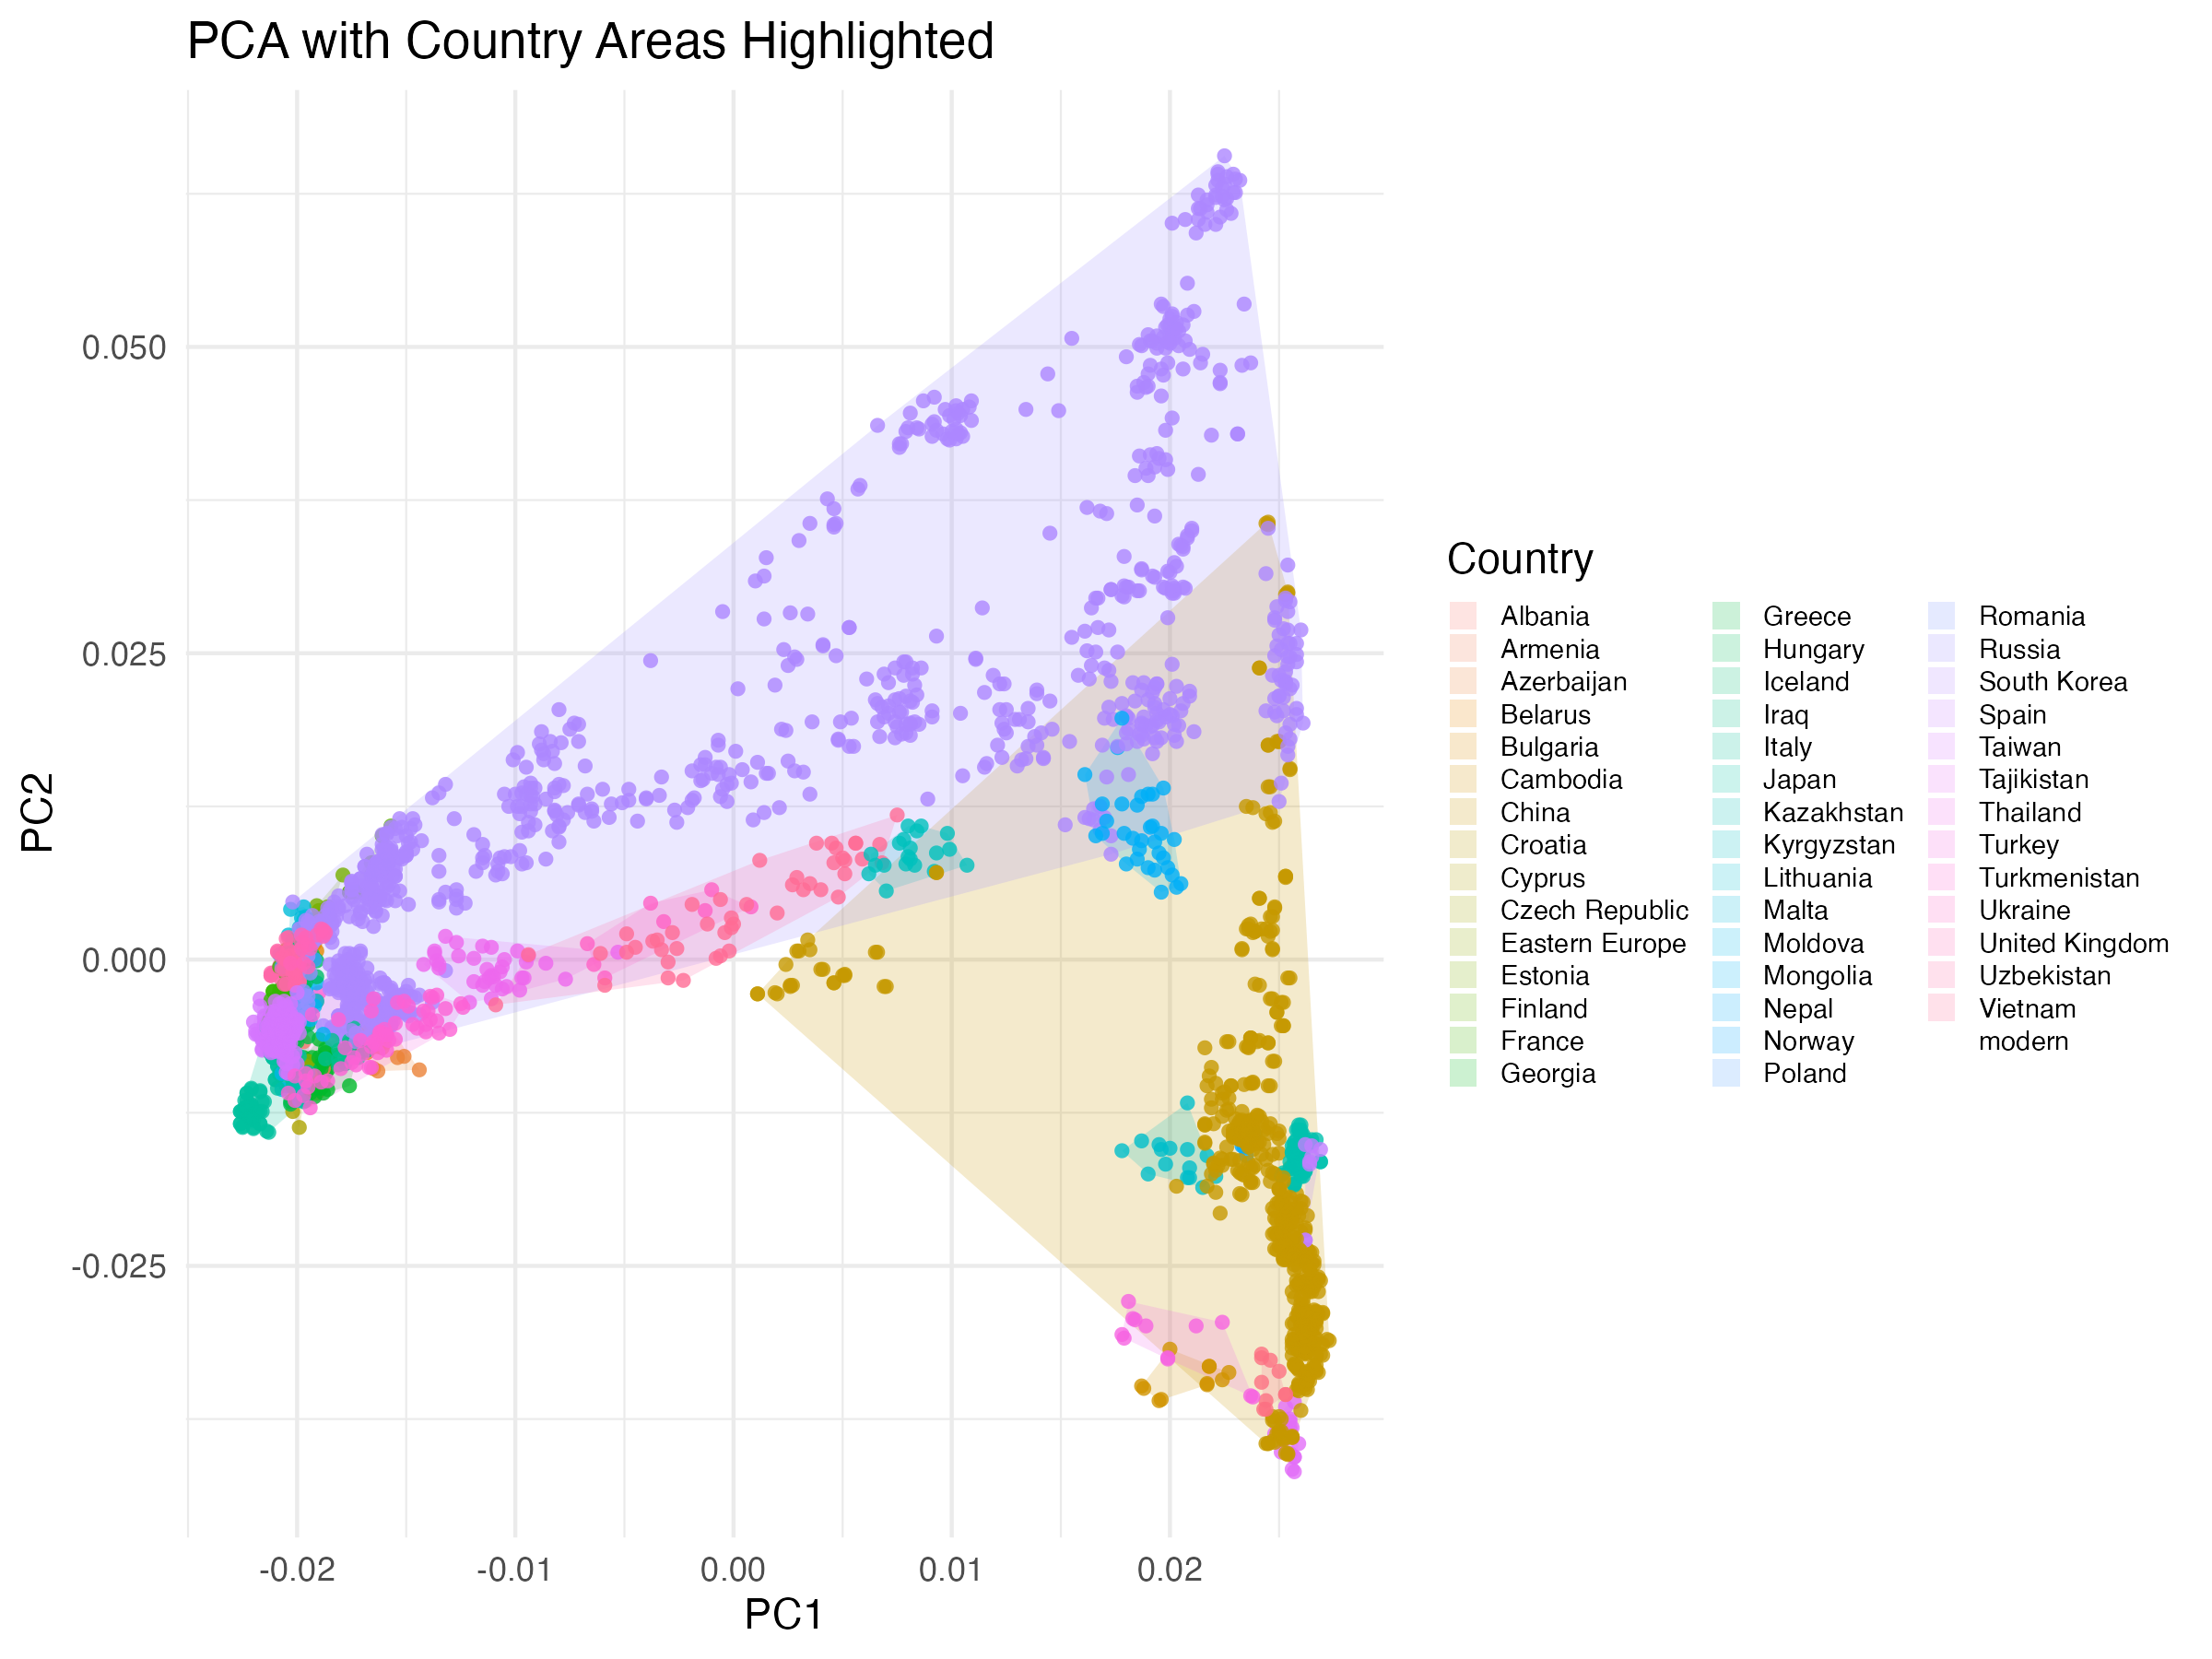 PCA with Country Areas Highlighted
PC2
0.050
0.025
0.000
-0.025
-0.02
-0.01
0.00
0.01
0.02
PC1
Country
Albania
Armenia
Azerbaijan
Belarus
Bulgaria
Cambodia
China
Croatia
Cyprus
Czech Republic
Eastern Europe
Estonia
Finland
France
Georgia
Greece
Hungary
Iceland
Iraq
Italy
Japan
Kazakhstan
Kyrgyzstan
Lithuania
Malta
Moldova
Mongolia
Nepal
Norway
Poland
Romania
Russia
South Korea
Spain
Taiwan
Tajikistan
Thailand
Turkey
Turkmenistan
Ukraine
United Kingdom
Uzbekistan
Vietnam
modern